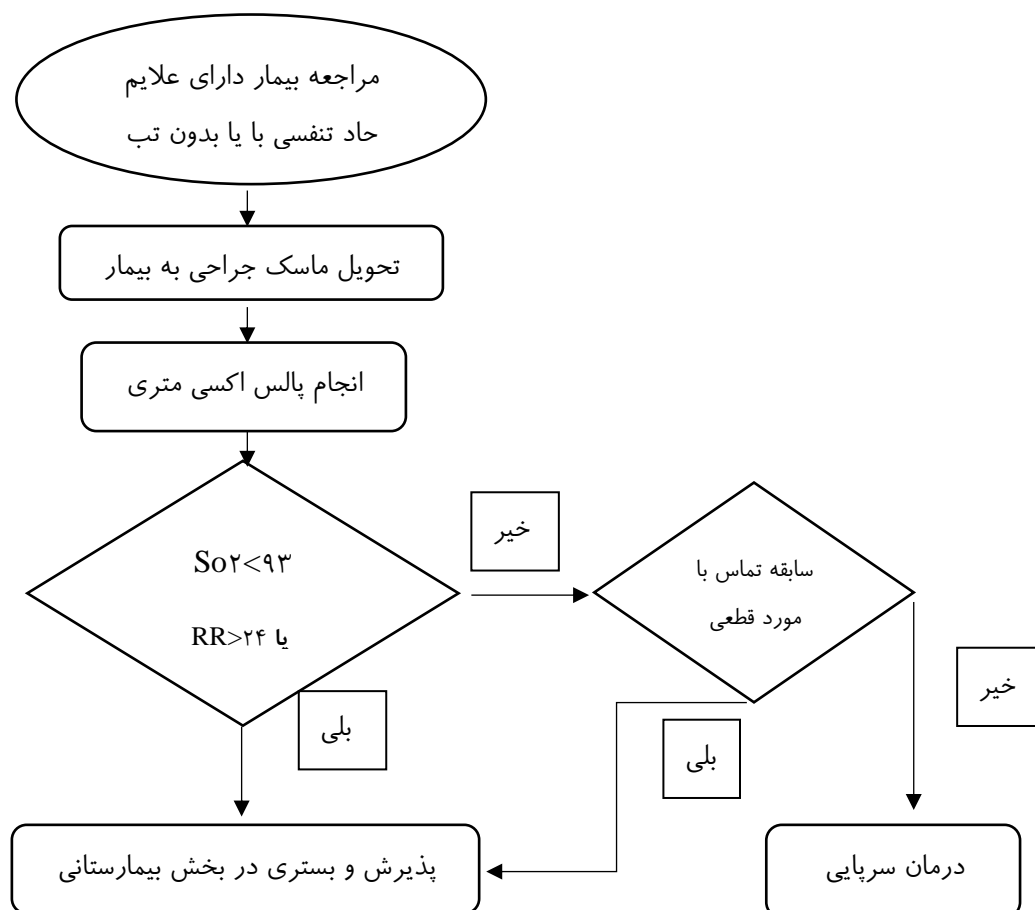 مراجعه بیمار دارای علایم
حاد تنفسی با یا بدون تب
تحویل ماسک جراحی به بیمار
انجام پالس اکسی متری
So۲<۹۳
یا RR>۲۴
خیر
سابقه تماس با
مورد قطعی
خیر
بلی
بلی
پذیرش و بستری در بخش بیمارستانی
درمان سرپایی